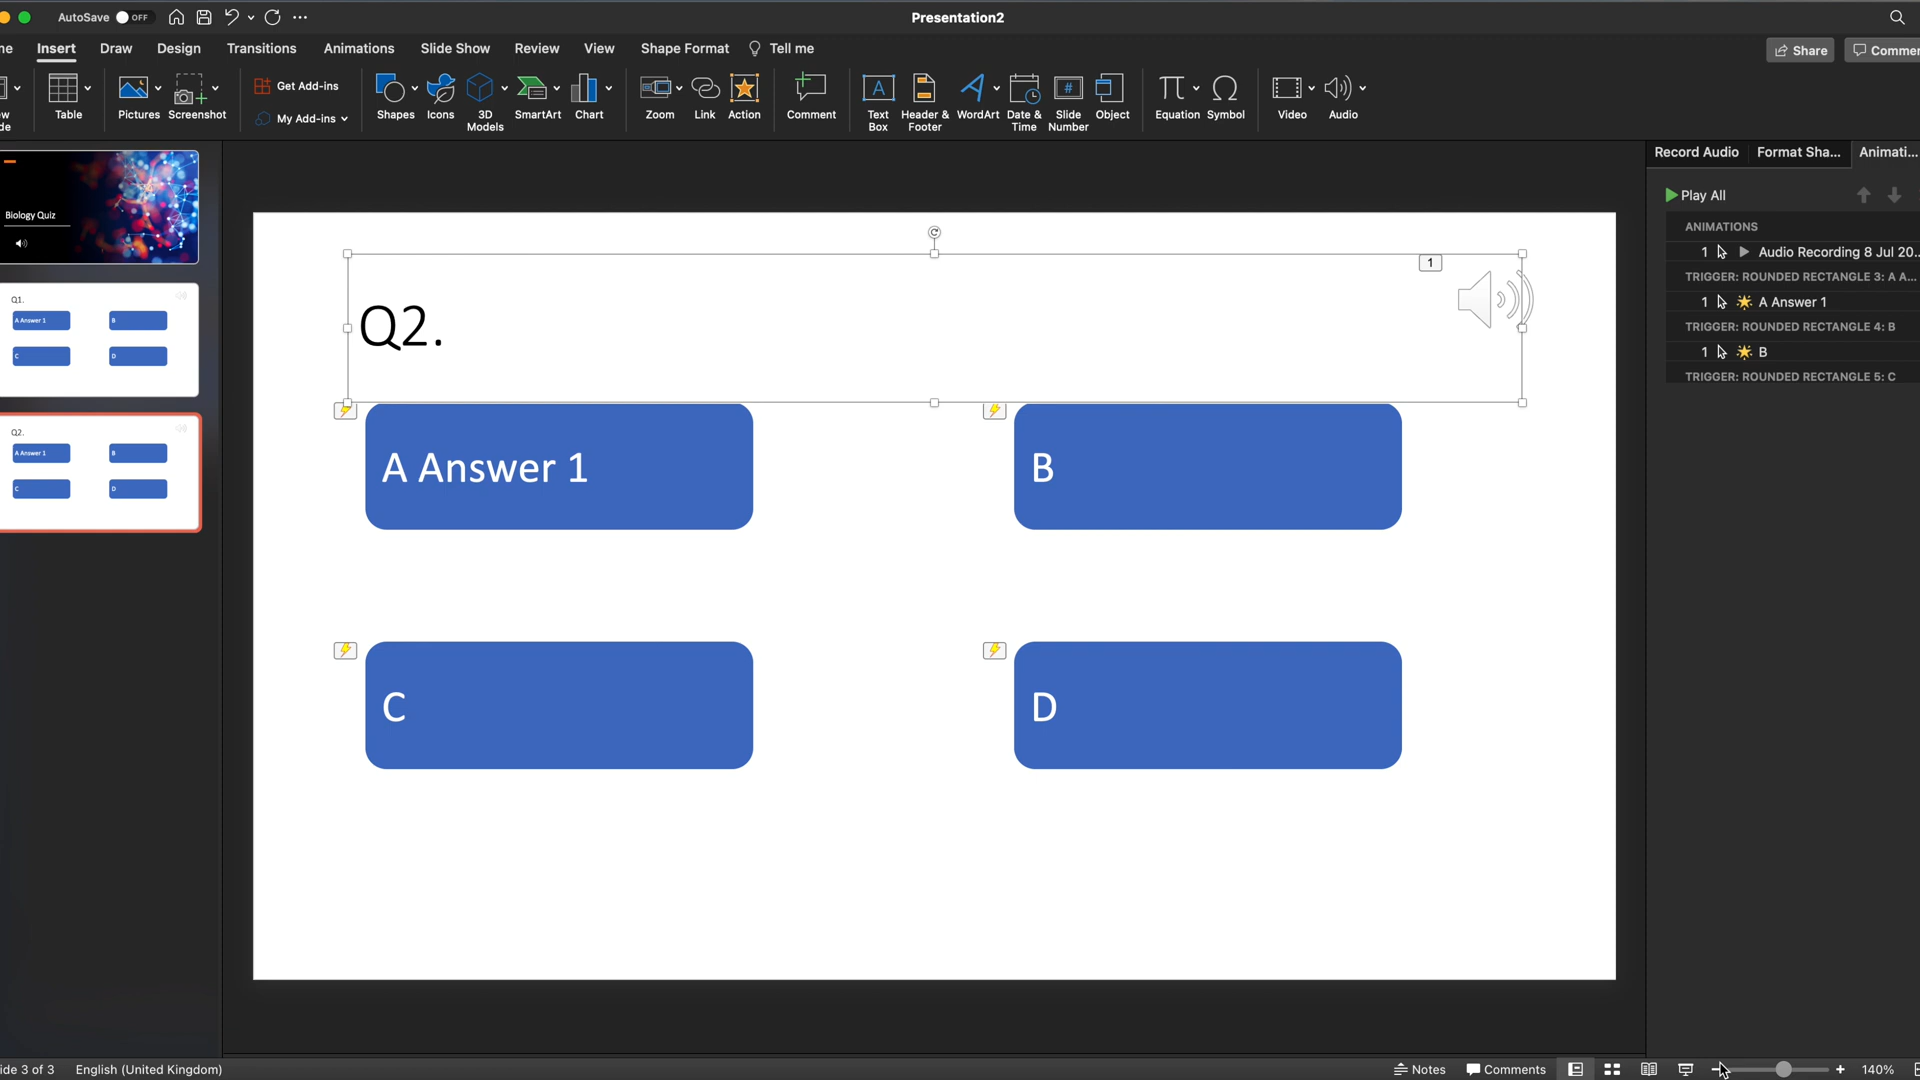 AutoSave OFF
Presentation2
me Insert Draw Design Transitions Animations Slide Show Review View Shape Format Tell me
Share Commen
Table Pictures Screenshot
Get Add-ins
My Add-ins
Shapes Icons 3D Models SmartArt Chart
Zoom Link Action
Comment
Text Box Header & Footer WordArt Date & Time Slide Number Object
Equation Symbol
Video Audio
Biology Quiz
Q1.
A Answer 1 B
C D
Q2.
A Answer 1 B
C D
1
Q2.
A Answer 1
B
C
D
Record Audio Format Sha... Animati...
Play All
ANIMATIONS
1 Audio Recording 8 Jul 20...
TRIGGER: ROUNDED RECTANGLE 3: A A...
1 A Answer 1
TRIGGER: ROUNDED RECTANGLE 4: B
1 B
TRIGGER: ROUNDED RECTANGLE 5: C
ide 3 of 3 English (United Kingdom)
Notes Comments 140%